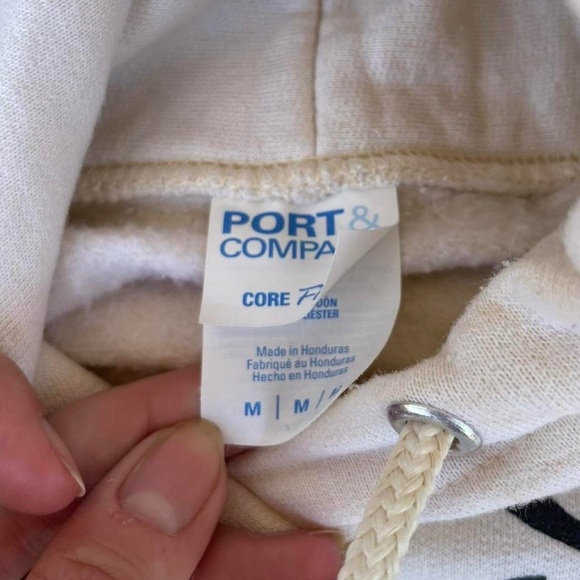 PORT &
COMPA
CORE
Made in Honduras
Fabriqué au Honduras
Hecho en Honduras
M | M |